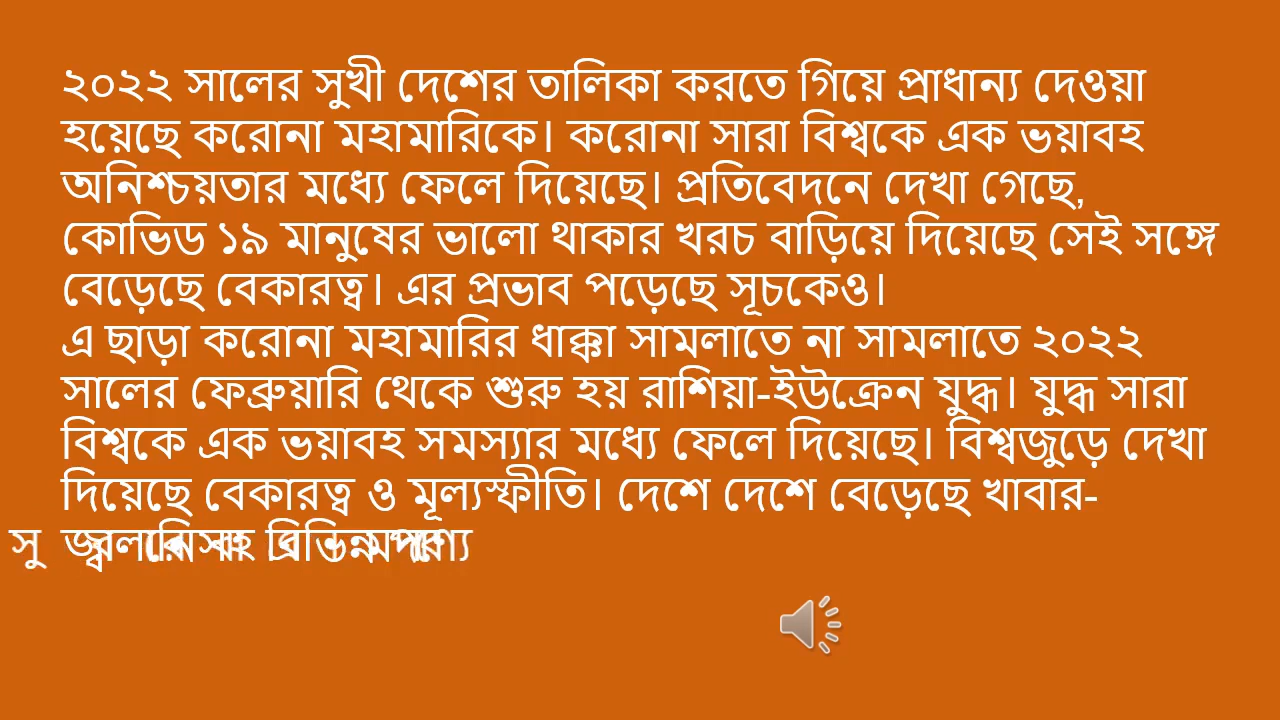 ২০২২ সালের সুখী দেশের তালিকা করতে গিয়ে প্রাধান্য দেওয়া
হয়েছে করোনা মহামারিকে। করোনা সারা বিশ্বকে এক ভয়াবহ
অনিশ্চয়তার মধ্যে ফেলে দিয়েছে। প্রতিবেদনে দেখা গেছে,
কোভিড ১৯ মানুষের ভালো থাকার খরচ বাড়িয়ে দিয়েছে সেই সঙ্গে
বেড়েছে বেকারত্ব। এর প্রভাব পড়েছে সূচকেও।
এ ছাড়া করোনা মহামারির ধাক্কা সামলাতে না সামলাতে ২০২২
সালের ফেব্রুয়ারি থেকে শুরু হয় রাশিয়া-ইউক্রেন যুদ্ধ। যুদ্ধ সারা
বিশ্বকে এক ভয়াবহ সমস্যার মধ্যে ফেলে দিয়েছে। বিশ্বজুড়ে দেখা
দিয়েছে বেকারত্ব ও মূল্যস্ফীতি। দেশে দেশে বেড়েছে খাবার-